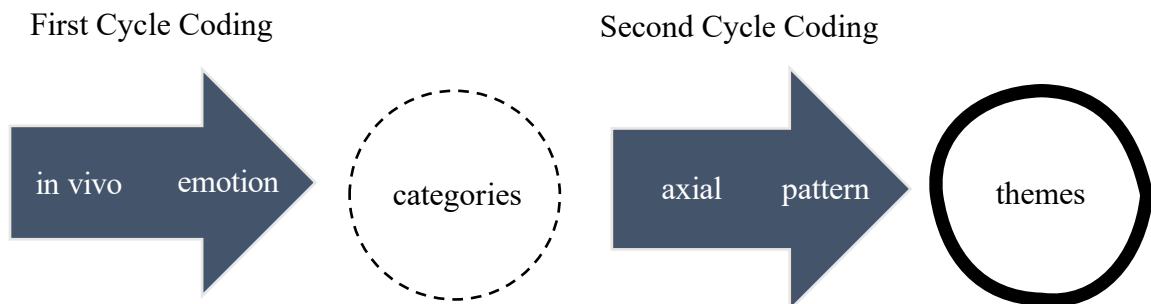 First Cycle Coding
Second Cycle Coding
in vivo emotion
categories
axial pattern
themes